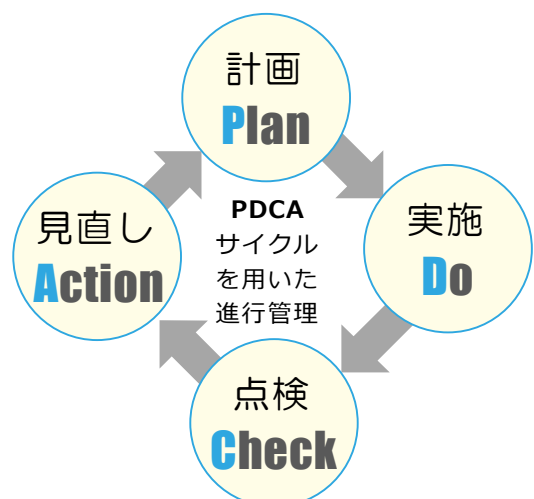 計画
Plan
実施
Do
点検
Check
見直し
Action
PDCA
サイクル
を用いた
進行管理